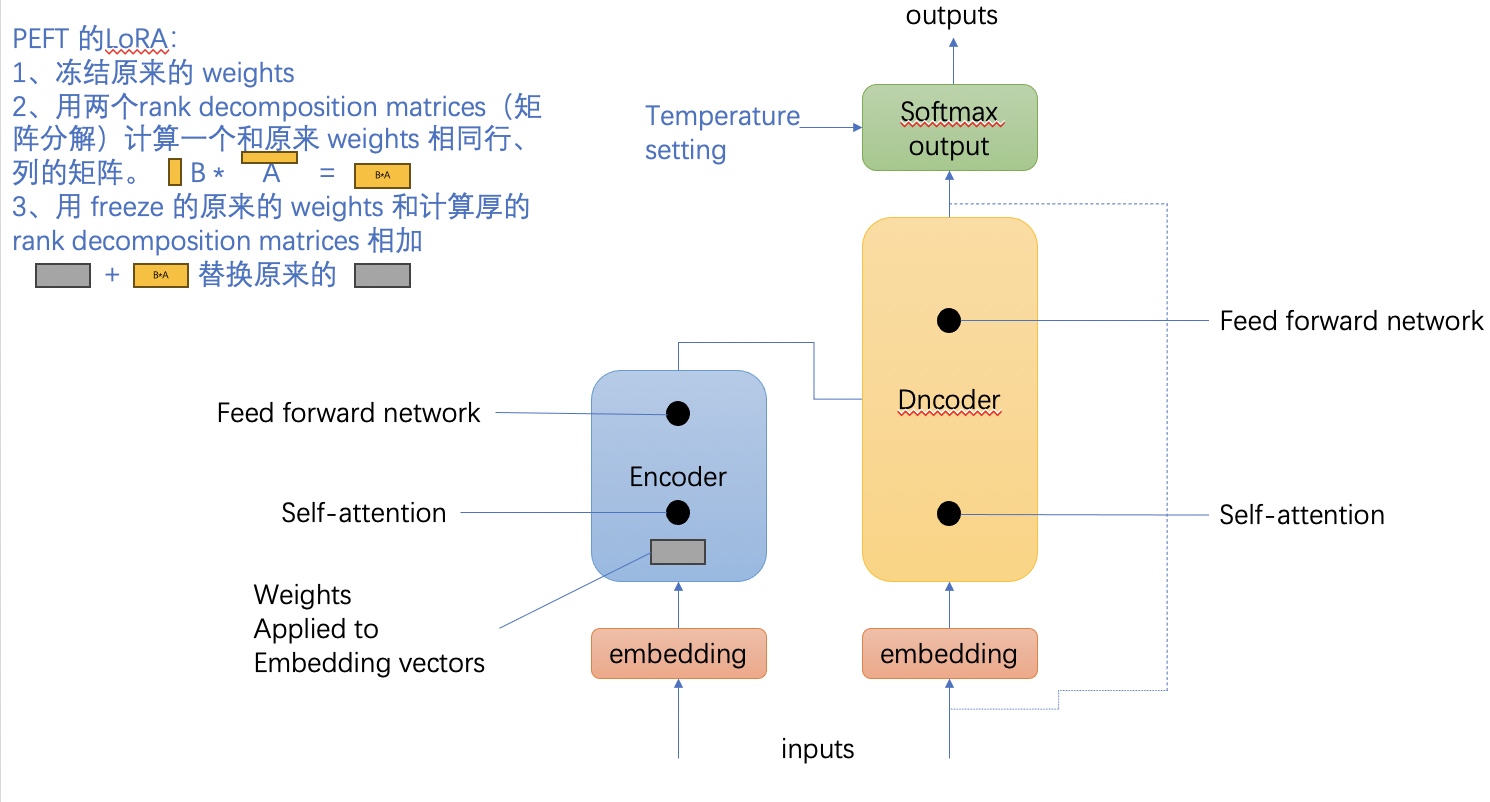 PEFT 的LoRA：
1、冻结原来的 weights
2、用两个rank decomposition matrices（矩
阵分解）计算一个和原来 weights 相同行、
列的矩阵。 B * A = B*A
3、用 freeze 的原来的 weights 和计算厚的
rank decomposition matrices 相加
+ B*A 替换原来的
outputs
Temperature
setting
Softmax
output
Feed forward network
Dncoder
Self-attention
Feed forward network
Encoder
Self-attention
Weights
Applied to
Embedding vectors
embedding
embedding
inputs